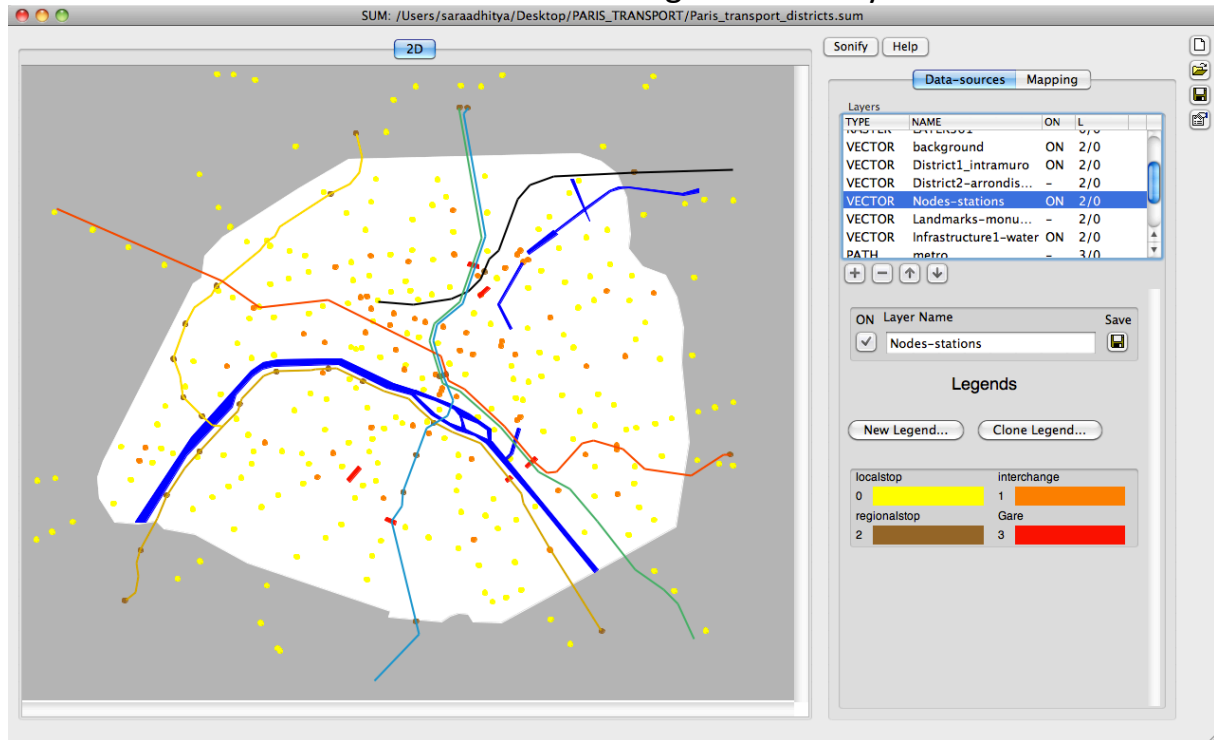 SUM: /Users/saraadhitya/Desktop/PARIS_TRANSPORT/Paris_transport_districts.sum
2D
Sonify Help
Data-sources Mapping
Layers
TYPE NAME ON L
VECTOR background ON 2/0
VECTOR District1_intramuro ON 2/0
VECTOR District2-arrondis... - 2/0
VECTOR Nodes-stations ON 2/0
VECTOR Landmarks-monu... - 2/0
VECTOR Infrastructure1-water ON 2/0
PATH metro - 3/0
ON Layer Name Save
Nodes-stations
Legends
New Legend... Clone Legend...
localstop interchange
0 1
regionalstop Gare
2 3